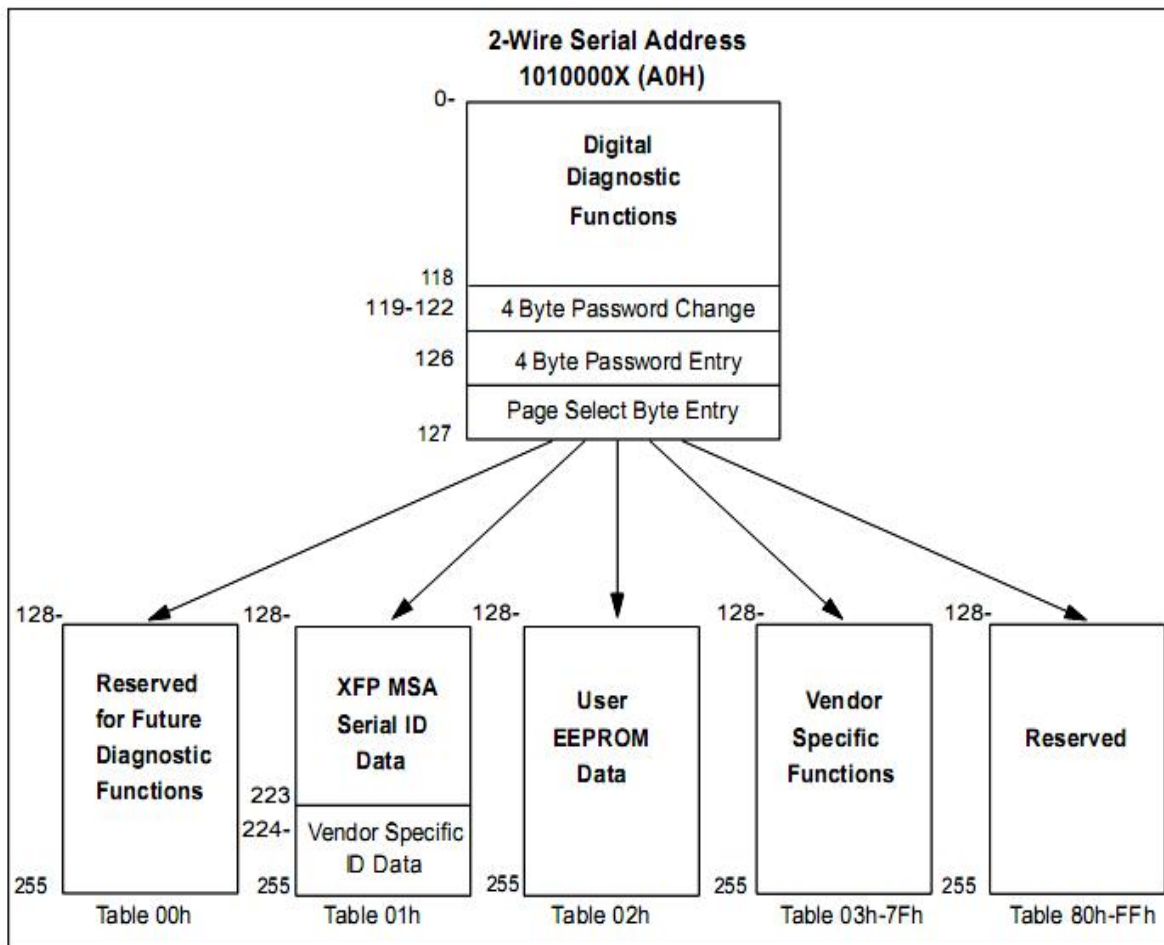 2-Wire Serial Address
1010000X (A0H)
0-
Digital
Diagnostic
Functions
118
119-122
4 Byte Password Change
126
4 Byte Password Entry
Page Select Byte Entry
127
128-
Reserved
for Future
Diagnostic
Functions
255
Table 00h
128-
XFP MSA
Serial ID
Data
223
224-
Vendor Specific
ID Data
255
Table 01h
128-
User
EEPROM
Data
255
Table 02h
128-
Vendor
Specific
Functions
255
Table 03h-7Fh
128-
Reserved
255
Table 80h-FFh